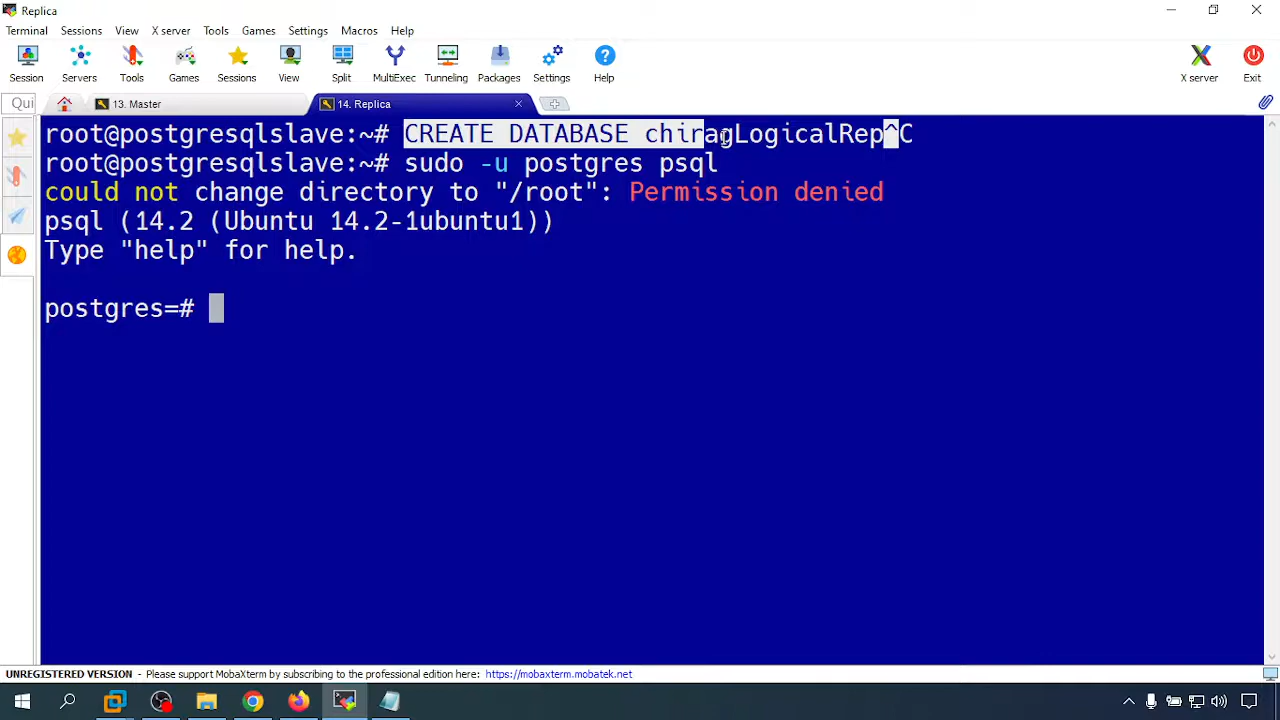 Replica
Terminal Sessions View X server Tools Games Settings Macros Help
Session Servers Tools Games Sessions View Split MultiExec Tunneling Packages Settings Help X server Exit
Qui 13. Master 14. Replica
root@postgresqlslave:~# CREATE DATABASE chiragLogicalRep^C
root@postgresqlslave:~# sudo -u postgres psql
could not change directory to "/root": Permission denied
psql (14.2 (Ubuntu 14.2-1ubuntu1))
Type "help" for help.
postgres=#
UNREGISTERED VERSION - Please support MobaXterm by subscribing to the professional edition here: https://mobaxterm.mobatek.net